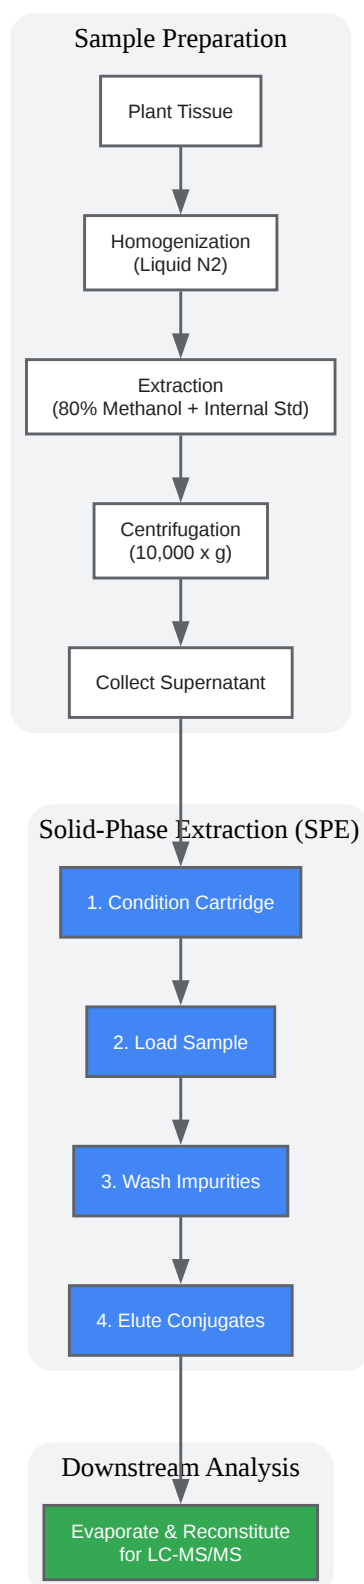 Sample Preparation
Plant Tissue
Homogenization
(Liquid N2)
Extraction
(80% Methanol + Internal Std)
Centrifugation
(10,000 x g)
Collect Supernatant
Solid-Phase Extraction (SPE)
1. Condition Cartridge
2. Load Sample
3. Wash Impurities
4. Elute Conjugates
Downstream Analysis
Evaporate & Reconstitute
for LC-MS/MS